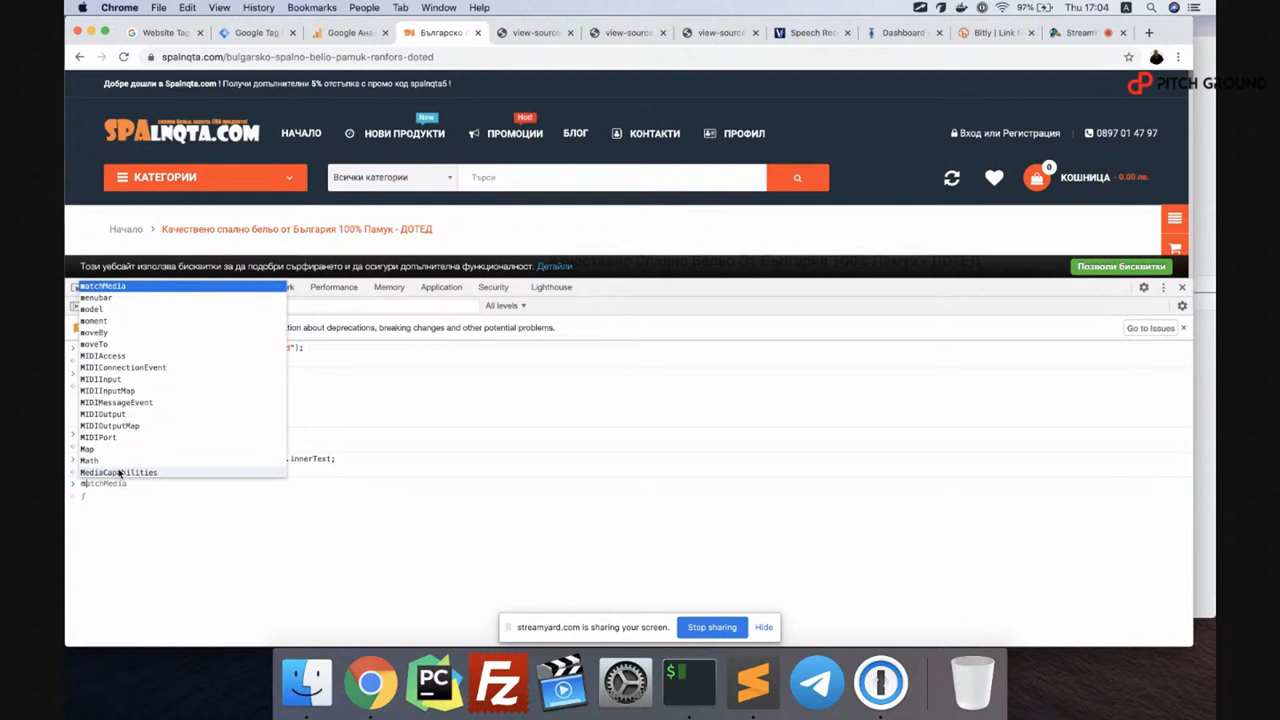 Chrome File Edit View History Bookmarks People Tab Window Help 97% Thu 17:04 A
Website Tag Google Tag Google Ана Българско с view-source view-source view-source Speech Rec Dashboard - Bitly | Link M StreamY
spalnqta.com/bulgarsko-spalno-belio-pamuk-ranfors-doted
Добре дошли в Spalnqta.com ! Получи допълнителни 5% отстъпка с промо код spalnqta5 !
PITCH GROUND
New Hot!
SPALNQTA.COM НАЧАЛО НОВИ ПРОДУКТИ ПРОМОЦИИ БЛОГ КОНТАКТИ ПРОФИЛ Вход или Регистрация 0897 01 47 97
КАТЕГОРИИ Всички категории Търси 0 КОШНИЦА - 0.00 лв.
Начало > Качествено спално бельо от България 100% Памук - ДОТЕД
Този уебсайт използва бисквитки за да подобри сърфирането и да осигури допълнителна функционалност. Детайли Позволи бисквитки
Performance Memory Application Security Lighthouse
All levels
tion about deprecations, breaking changes and other potential problems. Go to Issues
d");
.innerText;
matchMedia
menubar
model
moment
moveBy
moveTo
MIDIAccess
MIDIConnectionEvent
MIDIInput
MIDIInputMap
MIDIMessageEvent
MIDIOutput
MIDIOutputMap
MIDIPort
Map
Math
MediaCapabilities
matchMedia
f
streamyard.com is sharing your screen. Stop sharing Hide
PC
Fz
$